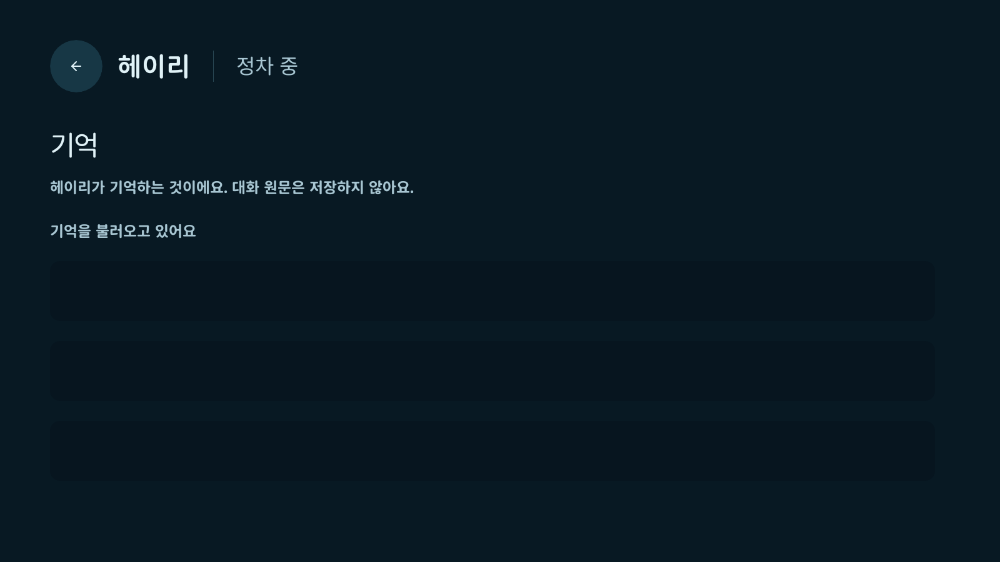 헤이리
정차 중
기억
헤이리가 기억하는 것이에요. 대화 원문은 저장하지 않아요.
기억을 불러오고 있어요